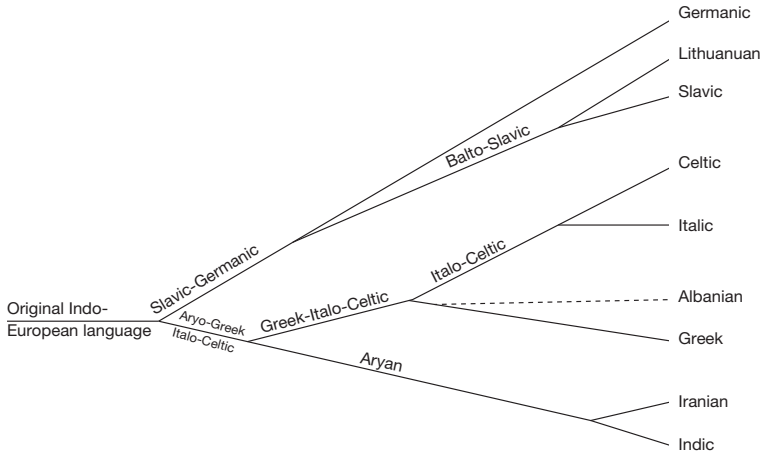 Germanic
Lithuanuan
Slavic
Balto-Slavic
Celtic
Italic
Slavic-Germanic
Italo-Celtic
Original Indo-
European language
Aryo-Greek
Italo-Celtic
Greek-Italo-Celtic
Albanian
Greek
Aryan
Iranian
Indic